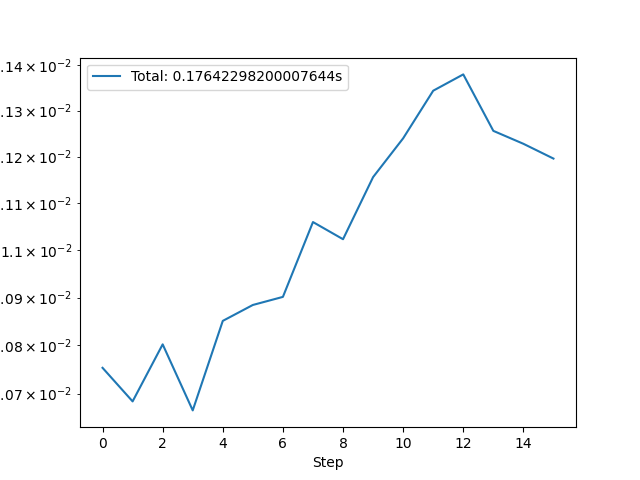 Total: 0.17642298200007644s
.14 × 10⁻²
.13 × 10⁻²
.12 × 10⁻²
.11 × 10⁻²
.1 × 10⁻²
.09 × 10⁻²
.08 × 10⁻²
.07 × 10⁻²
0 2 4 6 8 10 12 14
Step